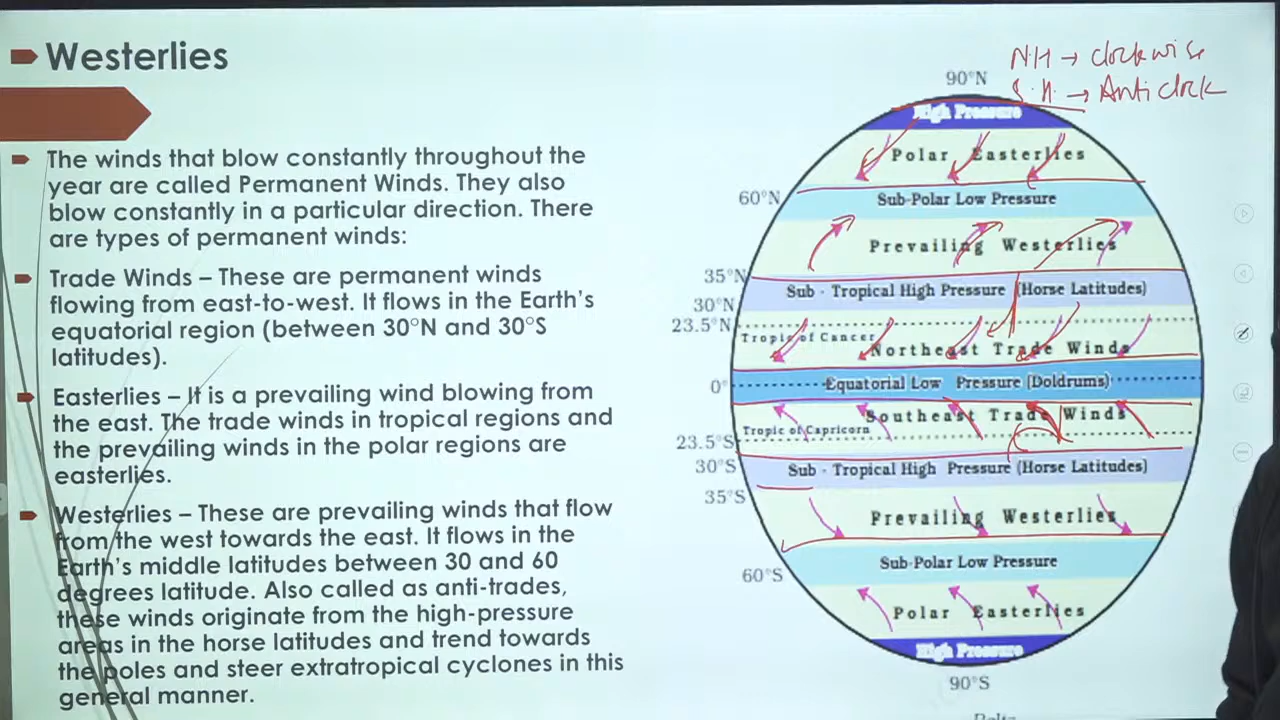 Westerlies
The winds that blow constantly throughout the
year are called Permanent Winds. They also
blow constantly in a particular direction. There
are types of permanent winds:
Trade Winds – These are permanent winds
flowing from east-to-west. It flows in the Earth's
equatorial region (between 30°N and 30°S
latitudes).
Easterlies – It is a prevailing wind blowing from
the east. The trade winds in tropical regions and
the prevailing winds in the polar regions are
easterlies.
Westerlies – These are prevailing winds that flow
from the west towards the east. It flows in the
Earth's middle latitudes between 30 and 60
degrees latitude. Also called as anti-trades,
these winds originate from the high-pressure
areas in the horse latitudes and trend towards
the poles and steer extratropical cyclones in this
general manner.
N.H → clockwise
S.H. → Anticlock
90°N
High Pressure
Polar Easterlies
60°N
Sub-Polar Low Pressure
Prevailing Westerlies
35°N
Sub - Tropical High Pressure (Horse Latitudes)
30°N
23.5°N
Tropic of Cancer
Northeast Trade Winds
0°
Equatorial Low Pressure (Doldrums)
Southeast Trade Winds
Tropic of Capricorn
23.5°S
30°S
Sub - Tropical High Pressure (Horse Latitudes)
35°S
Prevailing Westerlies
Sub-Polar Low Pressure
60°S
Polar Easterlies
High Pressure
90°S